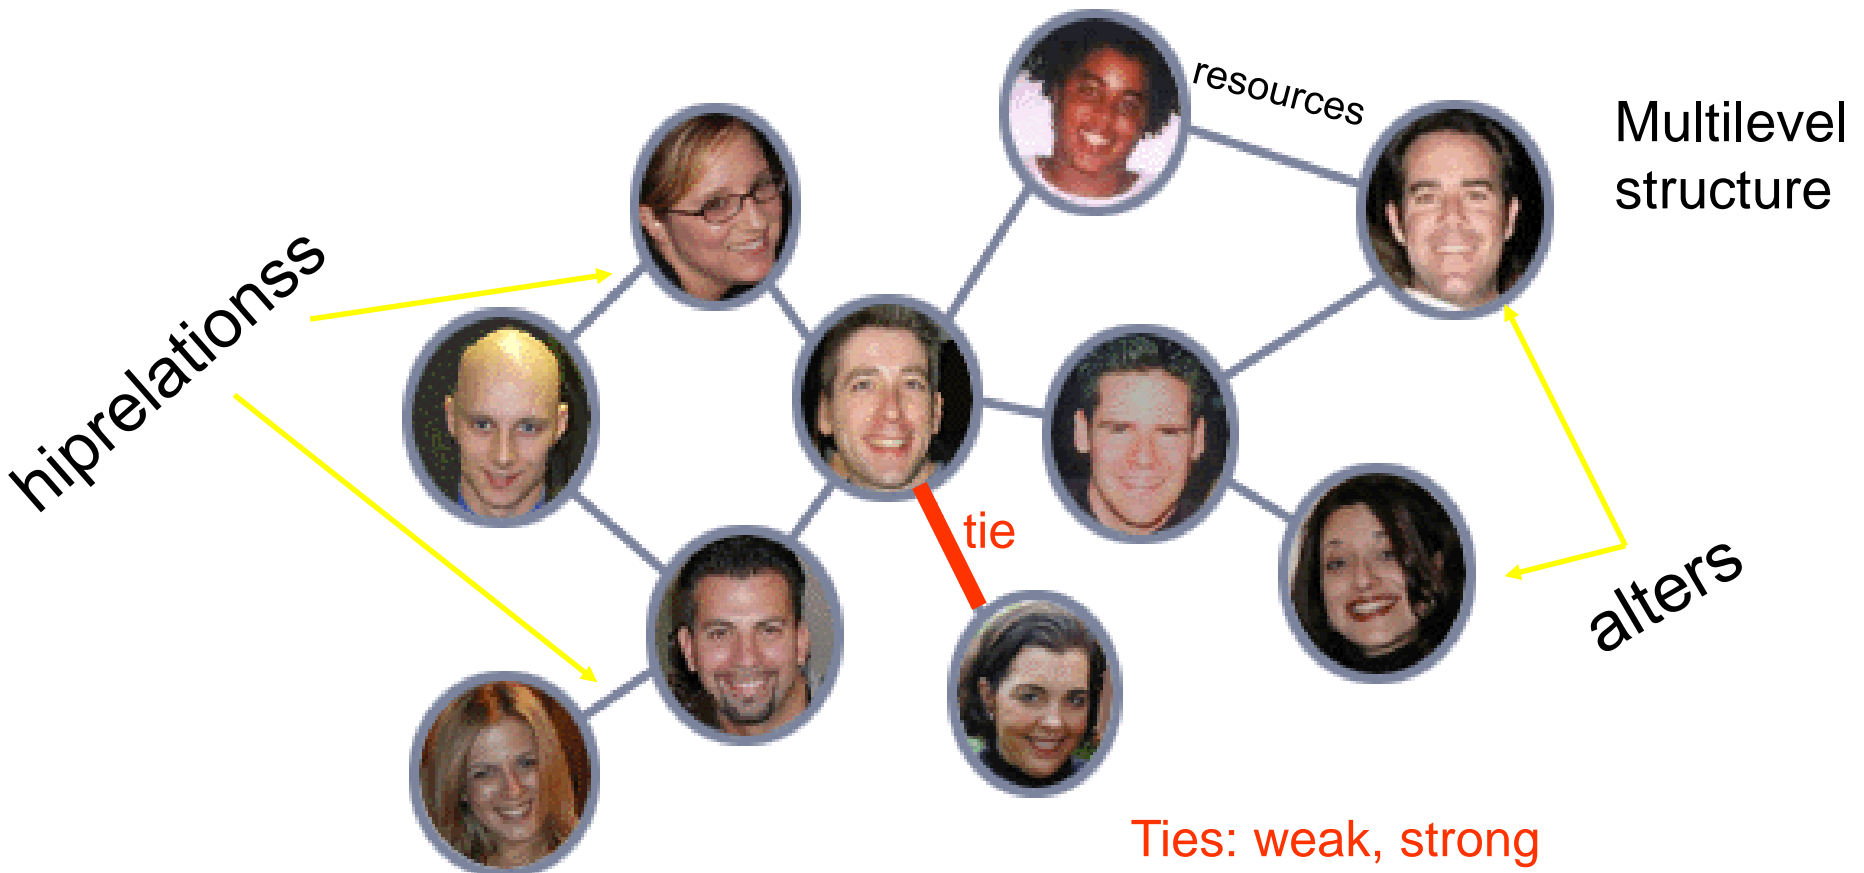 resources
Multilevel
structure
hiprelationss
tie
alters
Ties: weak, strong